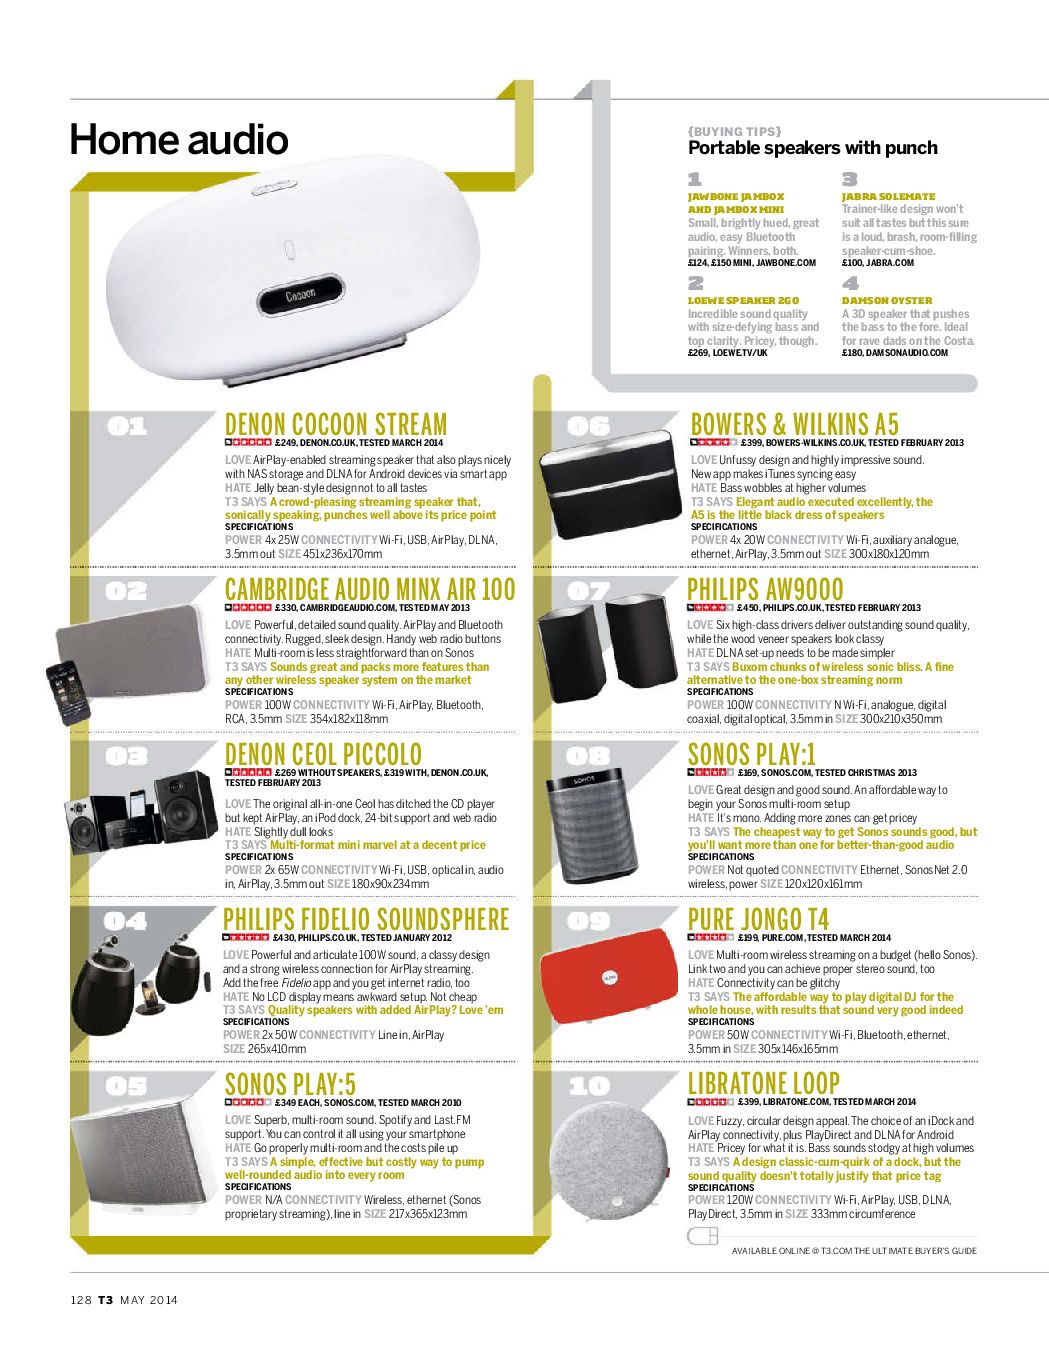 Home audio
Cocoon
{BUYING TIPS}
Portable speakers with punch
1
JAWBONE JAMBOX
AND JAMBOX MINI
Small, brightly hued, great
audio, easy Bluetooth
pairing. Winners, both.
£124, £150 MINI, JAWBONE.COM
2
LOEWE SPEAKER 2GO
Incredible sound quality
with size-defying bass and
top clarity. Pricey, though.
£269, LOEWE.TV/UK
3
JABRA SOLEMATE
Trainer-like design won't
suit all tastes but this sure
is a loud, brash, room-filling
speaker-cum-shoe.
£100, JABRA.COM
4
DAMSON OYSTER
A 3D speaker that pushes
the bass to the fore. Ideal
for rave dads on the Costa.
£180, DAMSONAUDIO.COM
01
DENON COCOON STREAM
£249, DENON.CO.UK, TESTED MARCH 2014
LOVE AirPlay-enabled streaming speaker that also plays nicely
with NAS storage and DLNA for Android devices via smart app
HATE Jelly bean-style design not to all tastes
T3 SAYS A crowd-pleasing streaming speaker that,
sonically speaking, punches well above its price point
SPECIFICATIONS
POWER 4x 25W CONNECTIVITY Wi-Fi, USB, AirPlay, DLNA,
3.5mm out SIZE 451x236x170mm
02
CAMBRIDGE AUDIO MINX AIR 100
£330, CAMBRIDGEAUDIO.COM, TESTED MAY 2013
LOVE Powerful, detailed sound quality. AirPlay and Bluetooth
connectivity. Rugged, sleek design. Handy web radio buttons
HATE Multi-room is less straightforward than on Sonos
T3 SAYS Sounds great and packs more features than
any other wireless speaker system on the market
SPECIFICATIONS
POWER 100W CONNECTIVITY Wi-Fi, AirPlay, Bluetooth,
RCA, 3.5mm SIZE 354x182x118mm
03
DENON CEOL PICCOLO
£269 WITHOUT SPEAKERS, £319 WITH, DENON.CO.UK,
TESTED FEBRUARY 2013
LOVE The original all-in-one Ceol has ditched the CD player
but kept AirPlay, an iPod dock, 24-bit support and web radio
HATE Slightly dull looks
T3 SAYS Multi-format mini marvel at a decent price
SPECIFICATIONS
POWER 2x 65W CONNECTIVITY Wi-Fi, USB, optical in, audio
in, AirPlay, 3.5mm out SIZE 180x90x234mm
04
PHILIPS FIDELIO SOUNDSPHERE
£430, PHILIPS.CO.UK, TESTED JANUARY 2012
LOVE Powerful and articulate 100W sound, a classy design
and a strong wireless connection for AirPlay streaming.
Add the free Fidelio app and you get internet radio, too
HATE No LCD display means awkward setup. Not cheap
T3 SAYS Quality speakers with added AirPlay? Love 'em
SPECIFICATIONS
POWER 2x 50W CONNECTIVITY Line in, AirPlay
SIZE 265x410mm
05
SONOS PLAY:5
£349 EACH, SONOS.COM, TESTED MARCH 2010
LOVE Superb, multi-room sound. Spotify and Last.FM
support. You can control it all using your smartphone
HATE Go properly multi-room and the costs pile up
T3 SAYS A simple, effective but costly way to pump
well-rounded audio into every room
SPECIFICATIONS
POWER N/A CONNECTIVITY Wireless, ethernet (Sonos
proprietary streaming), line in SIZE 217x365x123mm
06
BOWERS & WILKINS A5
£399, BOWERS-WILKINS.CO.UK, TESTED FEBRUARY 2013
LOVE Unfussy design and highly impressive sound.
New app makes iTunes syncing easy
HATE Bass wobbles at higher volumes
T3 SAYS Elegant audio executed excellently, the
A5 is the little black dress of speakers
SPECIFICATIONS
POWER 4x 20W CONNECTIVITY Wi-Fi, auxiliary analogue,
ethernet, AirPlay, 3.5mm out SIZE 300x180x120mm
07
PHILIPS AW9000
£450, PHILIPS.CO.UK, TESTED FEBRUARY 2013
LOVE Six high-class drivers deliver outstanding sound quality,
while the wood veneer speakers look classy
HATE DLNA set-up needs to be made simpler
T3 SAYS Buxom chunks of wireless sonic bliss. A fine
alternative to the one-box streaming norm
SPECIFICATIONS
POWER 100W CONNECTIVITY N Wi-Fi, analogue, digital
coaxial, digital optical, 3.5mm in SIZE 300x210x350mm
08
SONOS
SONOS PLAY:1
£169, SONOS.COM, TESTED CHRISTMAS 2013
LOVE Great design and good sound. An affordable way to
begin your Sonos multi-room setup
HATE It's mono. Adding more zones can get pricey
T3 SAYS The cheapest way to get Sonos sounds good, but
you'll want more than one for better-than-good audio
SPECIFICATIONS
POWER Not quoted CONNECTIVITY Ethernet, SonosNet 2.0
wireless, power SIZE 120x120x161mm
09
PURE JONGO T4
£199, PURE.COM, TESTED MARCH 2014
LOVE Multi-room wireless streaming on a budget (hello Sonos).
Link two and you can achieve proper stereo sound, too
HATE Connectivity can be glitchy
T3 SAYS The affordable way to play digital DJ for the
whole house, with results that sound very good indeed
SPECIFICATIONS
POWER 50W CONNECTIVITY Wi-Fi, Bluetooth, ethernet,
3.5mm in SIZE 305x146x165mm
10
LIBRATONE LOOP
£399, LIBRATONE.COM, TESTED MARCH 2014
LOVE Fuzzy, circular deisgn appeal. The choice of an iDock and
AirPlay connectivity, plus PlayDirect and DLNA for Android
HATE Pricey for what it is. Bass sounds stodgy at high volumes
T3 SAYS A design classic-cum-quirk of a dock, but the
sound quality doesn't totally justify that price tag
SPECIFICATIONS
POWER 120W CONNECTIVITY Wi-Fi, AirPlay, USB, DLNA,
PlayDirect, 3.5mm in SIZE 333mm circumference
AVAILABLE ONLINE @ T3.COM THE ULTIMATE BUYER'S GUIDE
128 T3 MAY 2014